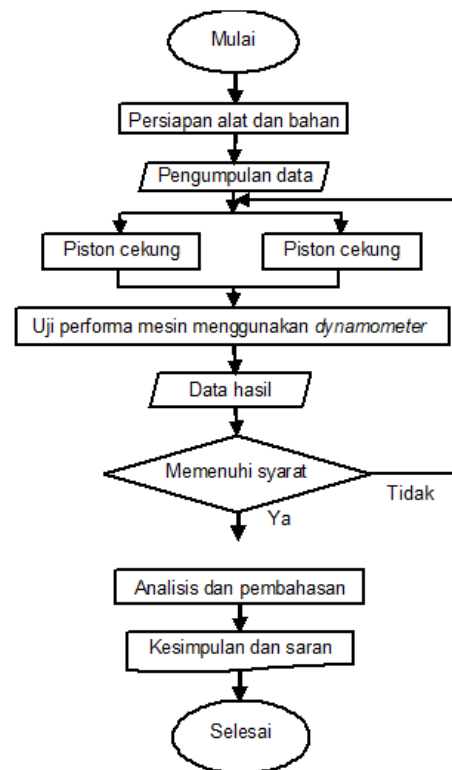 Mulai
Persiapan alat dan bahan
Pengumpulan data
Piston cekung
Piston cekung
Uji performa mesin menggunakan dynamometer
Data hasil
Memenuhi syarat
Tidak
Ya
Analisis dan pembahasan
Kesimpulan dan saran
Selesai